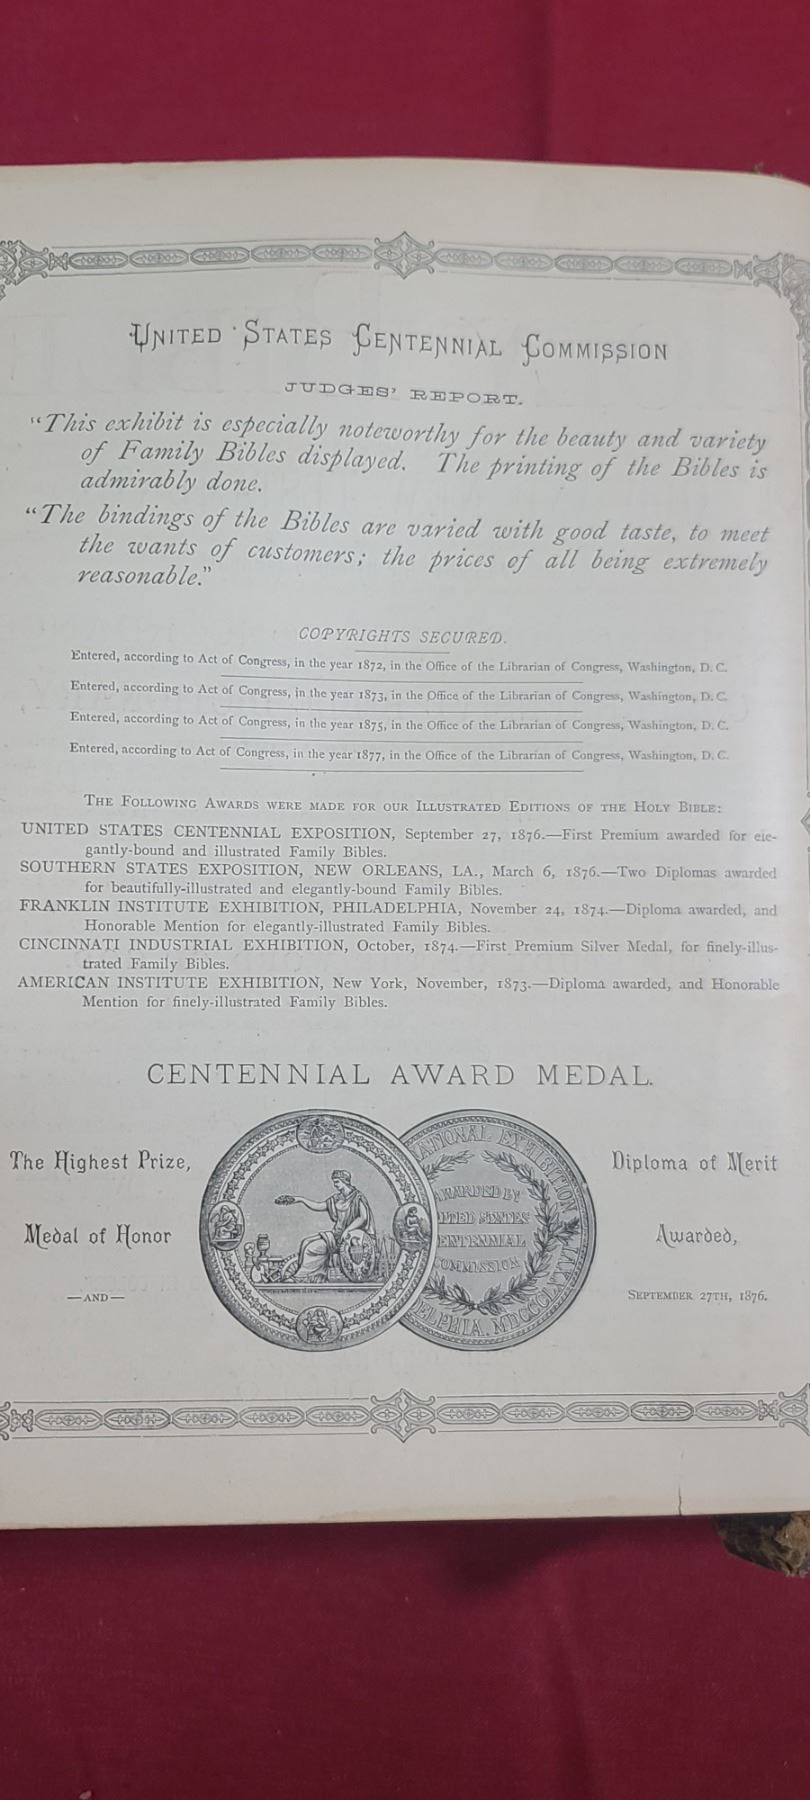 UNITED STATES CENTENNIAL COMMISSION
JUDGES' REPORT.
"This exhibit is especially noteworthy for the beauty and variety
of Family Bibles displayed. The printing of the Bibles is
admirably done.
"The bindings of the Bibles are varied with good taste, to meet
the wants of customers; the prices of all being extremely
reasonable."
COPYRIGHTS SECURED.
Entered, according to Act of Congress, in the year 1872, in the Office of the Librarian of Congress, Washington, D. C.
Entered, according to Act of Congress, in the year 1873, in the Office of the Librarian of Congress, Washington, D. C.
Entered, according to Act of Congress, in the year 1875, in the Office of the Librarian of Congress, Washington, D. C.
Entered, according to Act of Congress, in the year 1877, in the Office of the Librarian of Congress, Washington, D. C.
THE FOLLOWING AWARDS WERE MADE FOR OUR ILLUSTRATED EDITIONS OF THE HOLY BIBLE:
UNITED STATES CENTENNIAL EXPOSITION, September 27, 1876.—First Premium awarded for ele-
gantly-bound and illustrated Family Bibles.
SOUTHERN STATES EXPOSITION, NEW ORLEANS, LA., March 6, 1876.—Two Diplomas awarded
for beautifully-illustrated and elegantly-bound Family Bibles.
FRANKLIN INSTITUTE EXHIBITION, PHILADELPHIA, November 24, 1874.—Diploma awarded, and
Honorable Mention for elegantly-illustrated Family Bibles.
CINCINNATI INDUSTRIAL EXHIBITION, October, 1874.—First Premium Silver Medal, for finely-illus-
trated Family Bibles.
AMERICAN INSTITUTE EXHIBITION, New York, November, 1873.—Diploma awarded, and Honorable
Mention for finely-illustrated Family Bibles.
CENTENNIAL AWARD MEDAL.
The Highest Prize,
Medal of Honor
—AND—
NATIONAL EXHIBITION
AWARDED BY
ITED STATES
CENTENNIAL
COMMISSION
ELPHIA, MDCCCLXXVI
Diploma of Merit
Awarded,
SEPTEMBER 27TH, 1876.